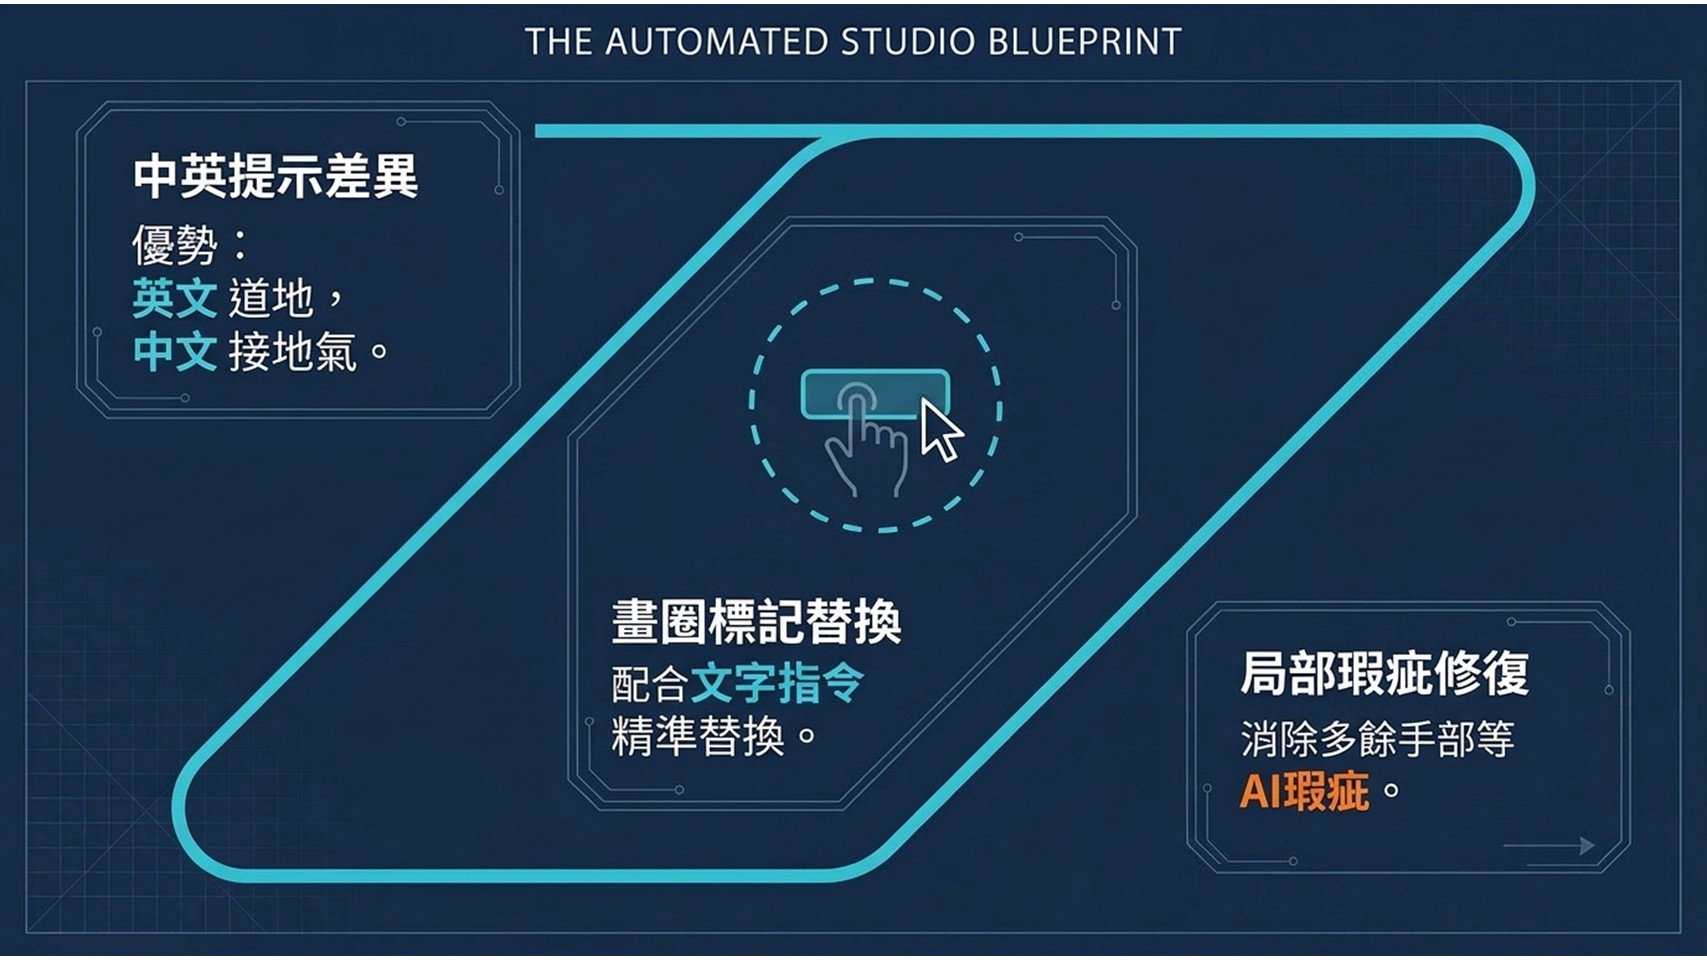 THE AUTOMATED STUDIO BLUEPRINT
中英提示差異
優勢：
英文 道地，
中文 接地氣。
畫圈標記替換
配合文字指令
精準替換。
局部瑕疵修復
消除多餘手部等
AI瑕疵。